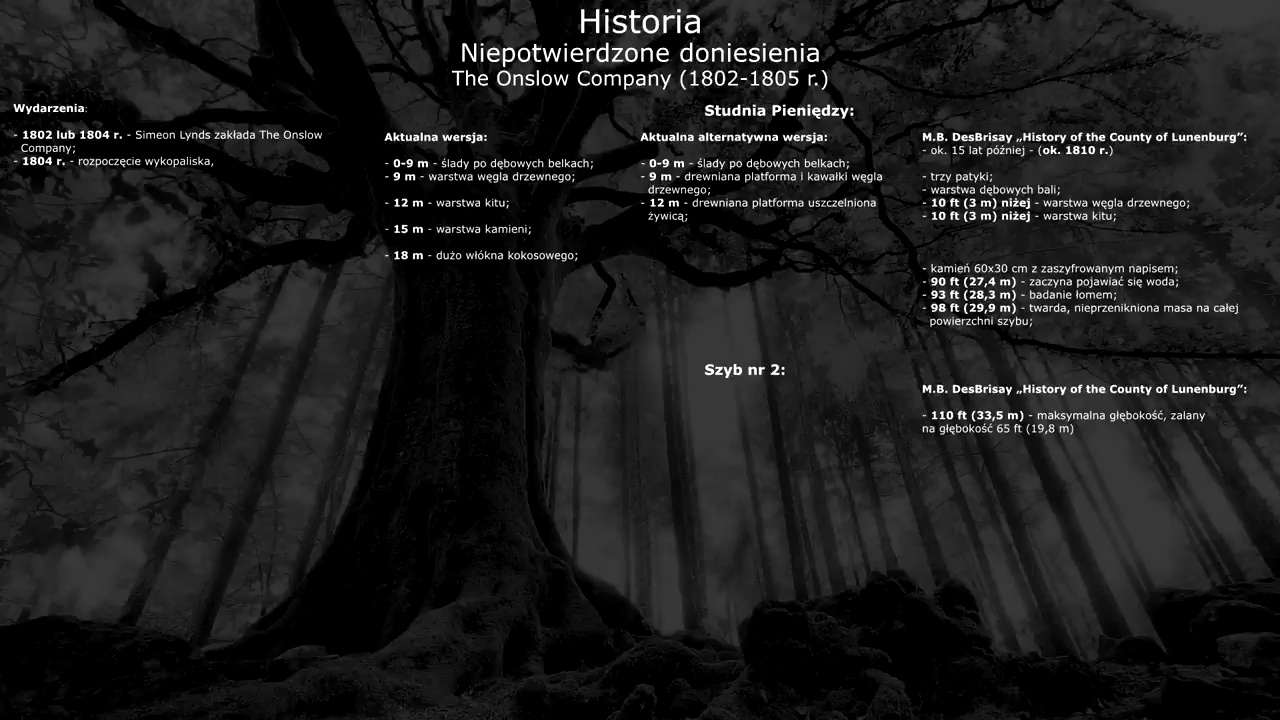 Historia
Niepotwierdzone doniesienia
The Onslow Company (1802-1805 r.)
Wydarzenia:
- 1802 lub 1804 r. - Simeon Lynds zakłada The Onslow
Company;
- 1804 r. - rozpoczęcie wykopaliska,
Studnia Pieniędzy:
Aktualna wersja:
- 0-9 m - ślady po dębowych belkach;
- 9 m - warstwa węgla drzewnego;
- 12 m - warstwa kitu;
- 15 m - warstwa kamieni;
- 18 m - dużo włókna kokosowego;
Aktualna alternatywna wersja:
- 0-9 m - ślady po dębowych belkach;
- 9 m - drewniana platforma i kawałki węgla
drzewnego;
- 12 m - drewniana platforma uszczelniona
żywicą;
M.B. DesBrisay „History of the County of Lunenburg”:
- ok. 15 lat później - (ok. 1810 r.)
- trzy patyki;
- warstwa dębowych bali;
- 10 ft (3 m) niżej - warstwa węgla drzewnego;
- 10 ft (3 m) niżej - warstwa kitu;
- kamień 60x30 cm z zaszyfrowanym napisem;
- 90 ft (27,4 m) - zaczyna pojawiać się woda;
- 93 ft (28,3 m) - badanie łomem;
- 98 ft (29,9 m) - twarda, nieprzenikniona masa na całej
powierzchni szybu;
Szyb nr 2:
M.B. DesBrisay „History of the County of Lunenburg”:
- 110 ft (33,5 m) - maksymalna głębokość, zalany
na głębokość 65 ft (19,8 m)